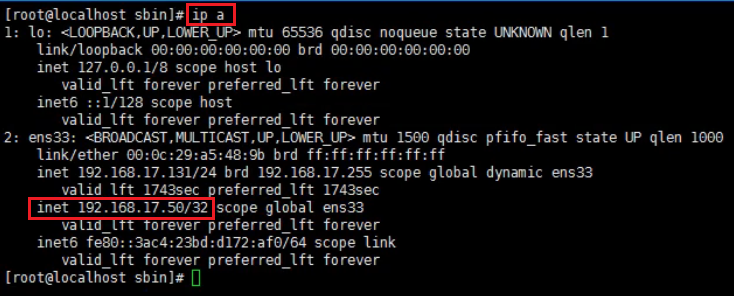 [root@localhost sbin]# ip a
1: lo: <LOOPBACK,UP,LOWER_UP> mtu 65536 qdisc noqueue state UNKNOWN qlen 1
link/loopback 00:00:00:00:00:00 brd 00:00:00:00:00:00
inet 127.0.0.1/8 scope host lo
valid_lft forever preferred_lft forever
inet6 ::1/128 scope host
valid_lft forever preferred_lft forever
2: ens33: <BROADCAST,MULTICAST,UP,LOWER_UP> mtu 1500 qdisc pfifo_fast state UP qlen 1000
link/ether 00:0c:29:a5:48:9b brd ff:ff:ff:ff:ff:ff
inet 192.168.17.131/24 brd 192.168.17.255 scope global dynamic ens33
valid_lft 1743sec preferred_lft 1743sec
inet 192.168.17.50/32 scope global ens33
valid_lft forever preferred_lft forever
inet6 fe80::3ac4:23bd:d172:af0/64 scope link
valid_lft forever preferred_lft forever
[root@localhost sbin]#